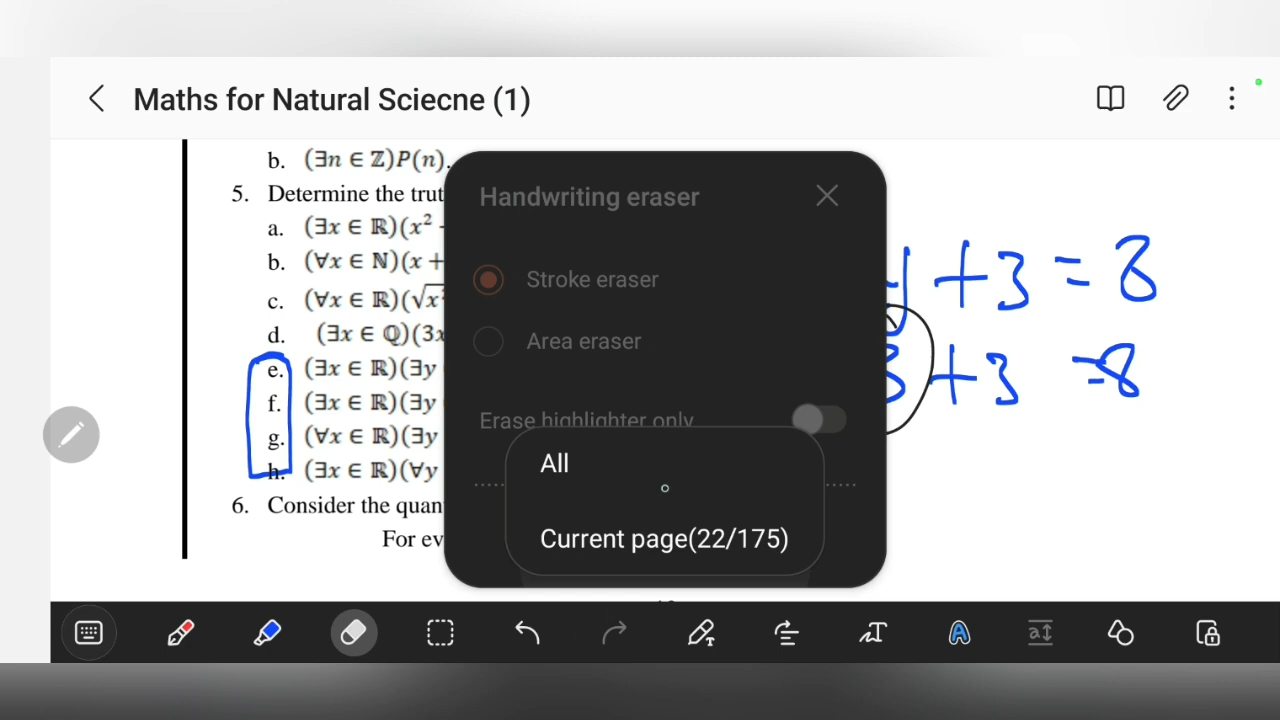 Maths for Natural Sciecne (1)
b. (∃n ∈ ℤ)P(n).
5. Determine the trut
a. (∃x ∈ ℝ)(x² -
b. (∀x ∈ ℕ)(x +
c. (∀x ∈ ℝ)(√x
d. (∃x ∈ ℚ)(3x
e. (∃x ∈ ℝ)(∃y
f. (∃x ∈ ℝ)(∃y
g. (∀x ∈ ℝ)(∃y
h. (∃x ∈ ℝ)(∀y
6. Consider the quan
For ev
Handwriting eraser
Stroke eraser
Area eraser
Erase highlighter only
All
Current page(22/175)
y + 3 = 8
+ 3 = 8